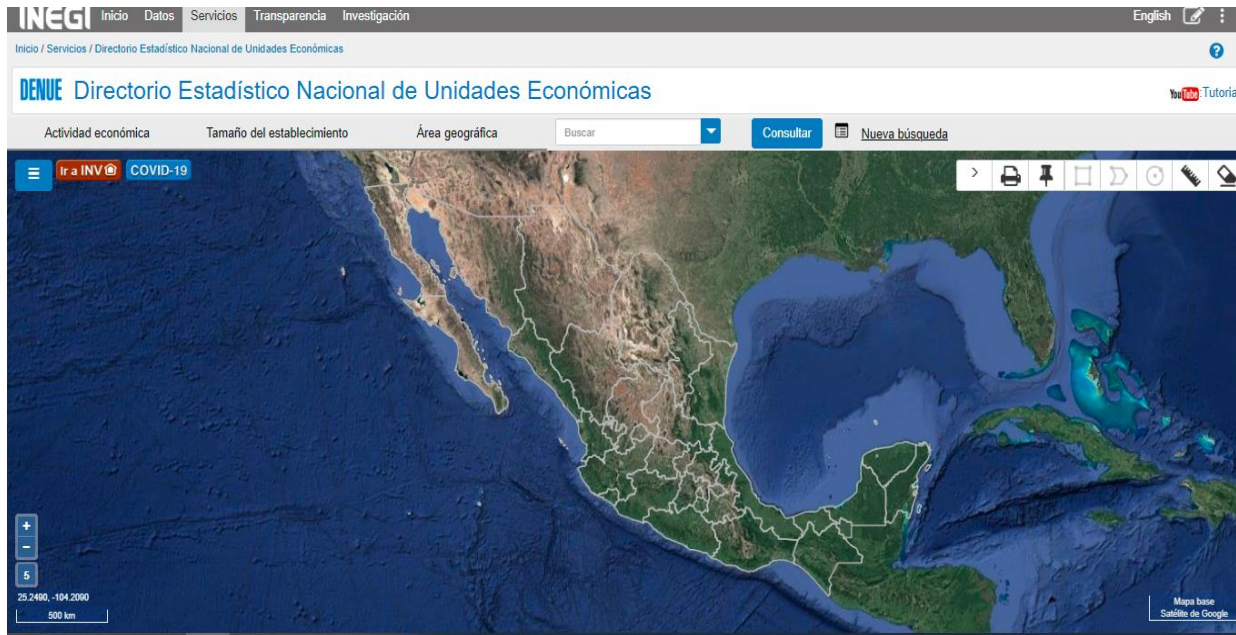 INEGI Inicio Datos Servicios Transparencia Investigación English
Inicio / Servicios / Directorio Estadístico Nacional de Unidades Económicas
DENUE Directorio Estadístico Nacional de Unidades Económicas
YouTube: Tutoria
Actividad económica Tamaño del establecimiento Área geográfica Buscar Consultar Nueva búsqueda
Ir a INV COVID-19
+
-
5
25.2490, -104.2090
500 km
Mapa base
Satélite de Google